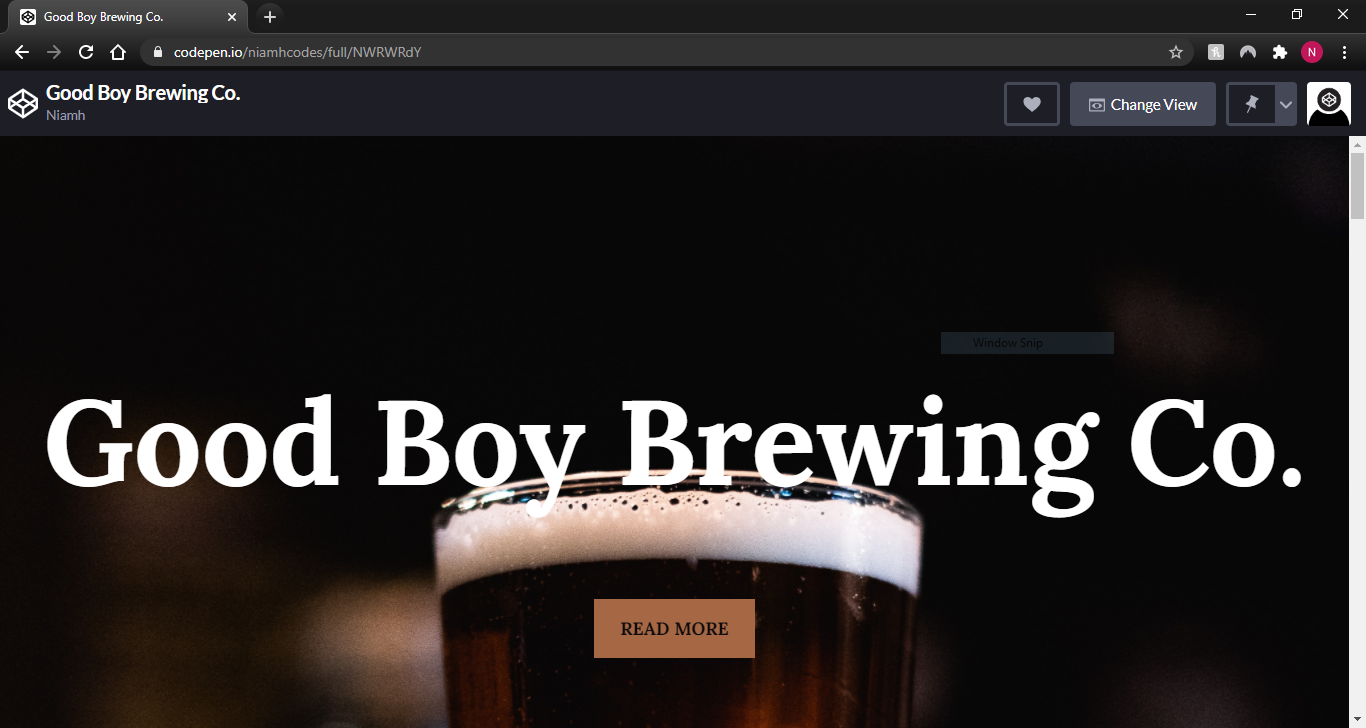 Good Boy Brewing Co.
codepen.io/niamhcodes/full/NWRWRdY
N
Good Boy Brewing Co.
Niamh
Change View
Window Snip
Good Boy Brewing Co.
READ MORE